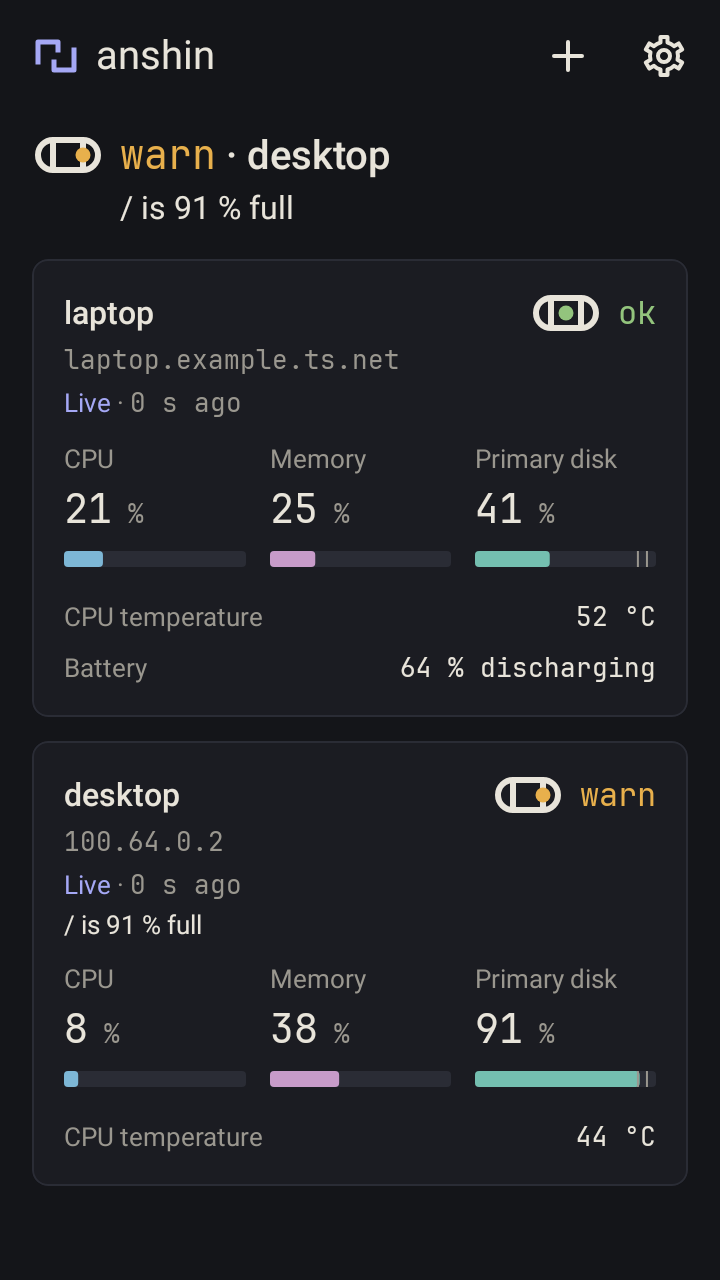 anshin
warn · desktop
/ is 91 % full
laptop
ok
laptop.example.ts.net
Live · 0 s ago
CPU Memory Primary disk
21 % 25 % 41 %
CPU temperature 52 °C
Battery 64 % discharging
desktop
warn
100.64.0.2
Live · 0 s ago
/ is 91 % full
CPU Memory Primary disk
8 % 38 % 91 %
CPU temperature 44 °C